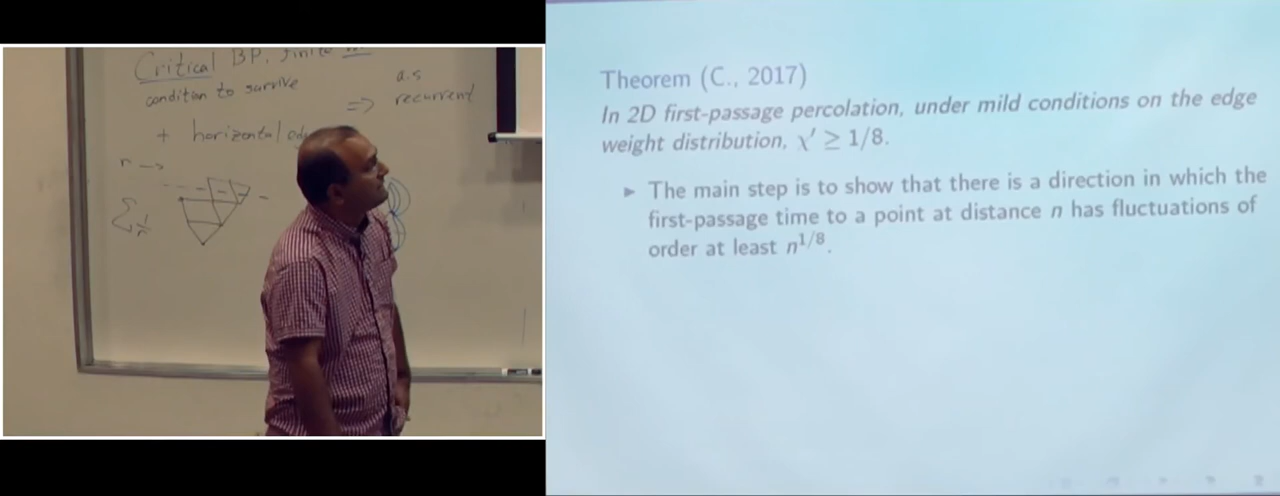 Critical BP, finite
condition to survive
a.s
⇒ recurrent
+ horizontal
n →
Σ 1/n
Theorem (C., 2017)
In 2D first-passage percolation, under mild conditions on the edge
weight distribution, χ′ ≥ 1/8.
► The main step is to show that there is a direction in which the
first-passage time to a point at distance n has fluctuations of
order at least n^{1/8}.